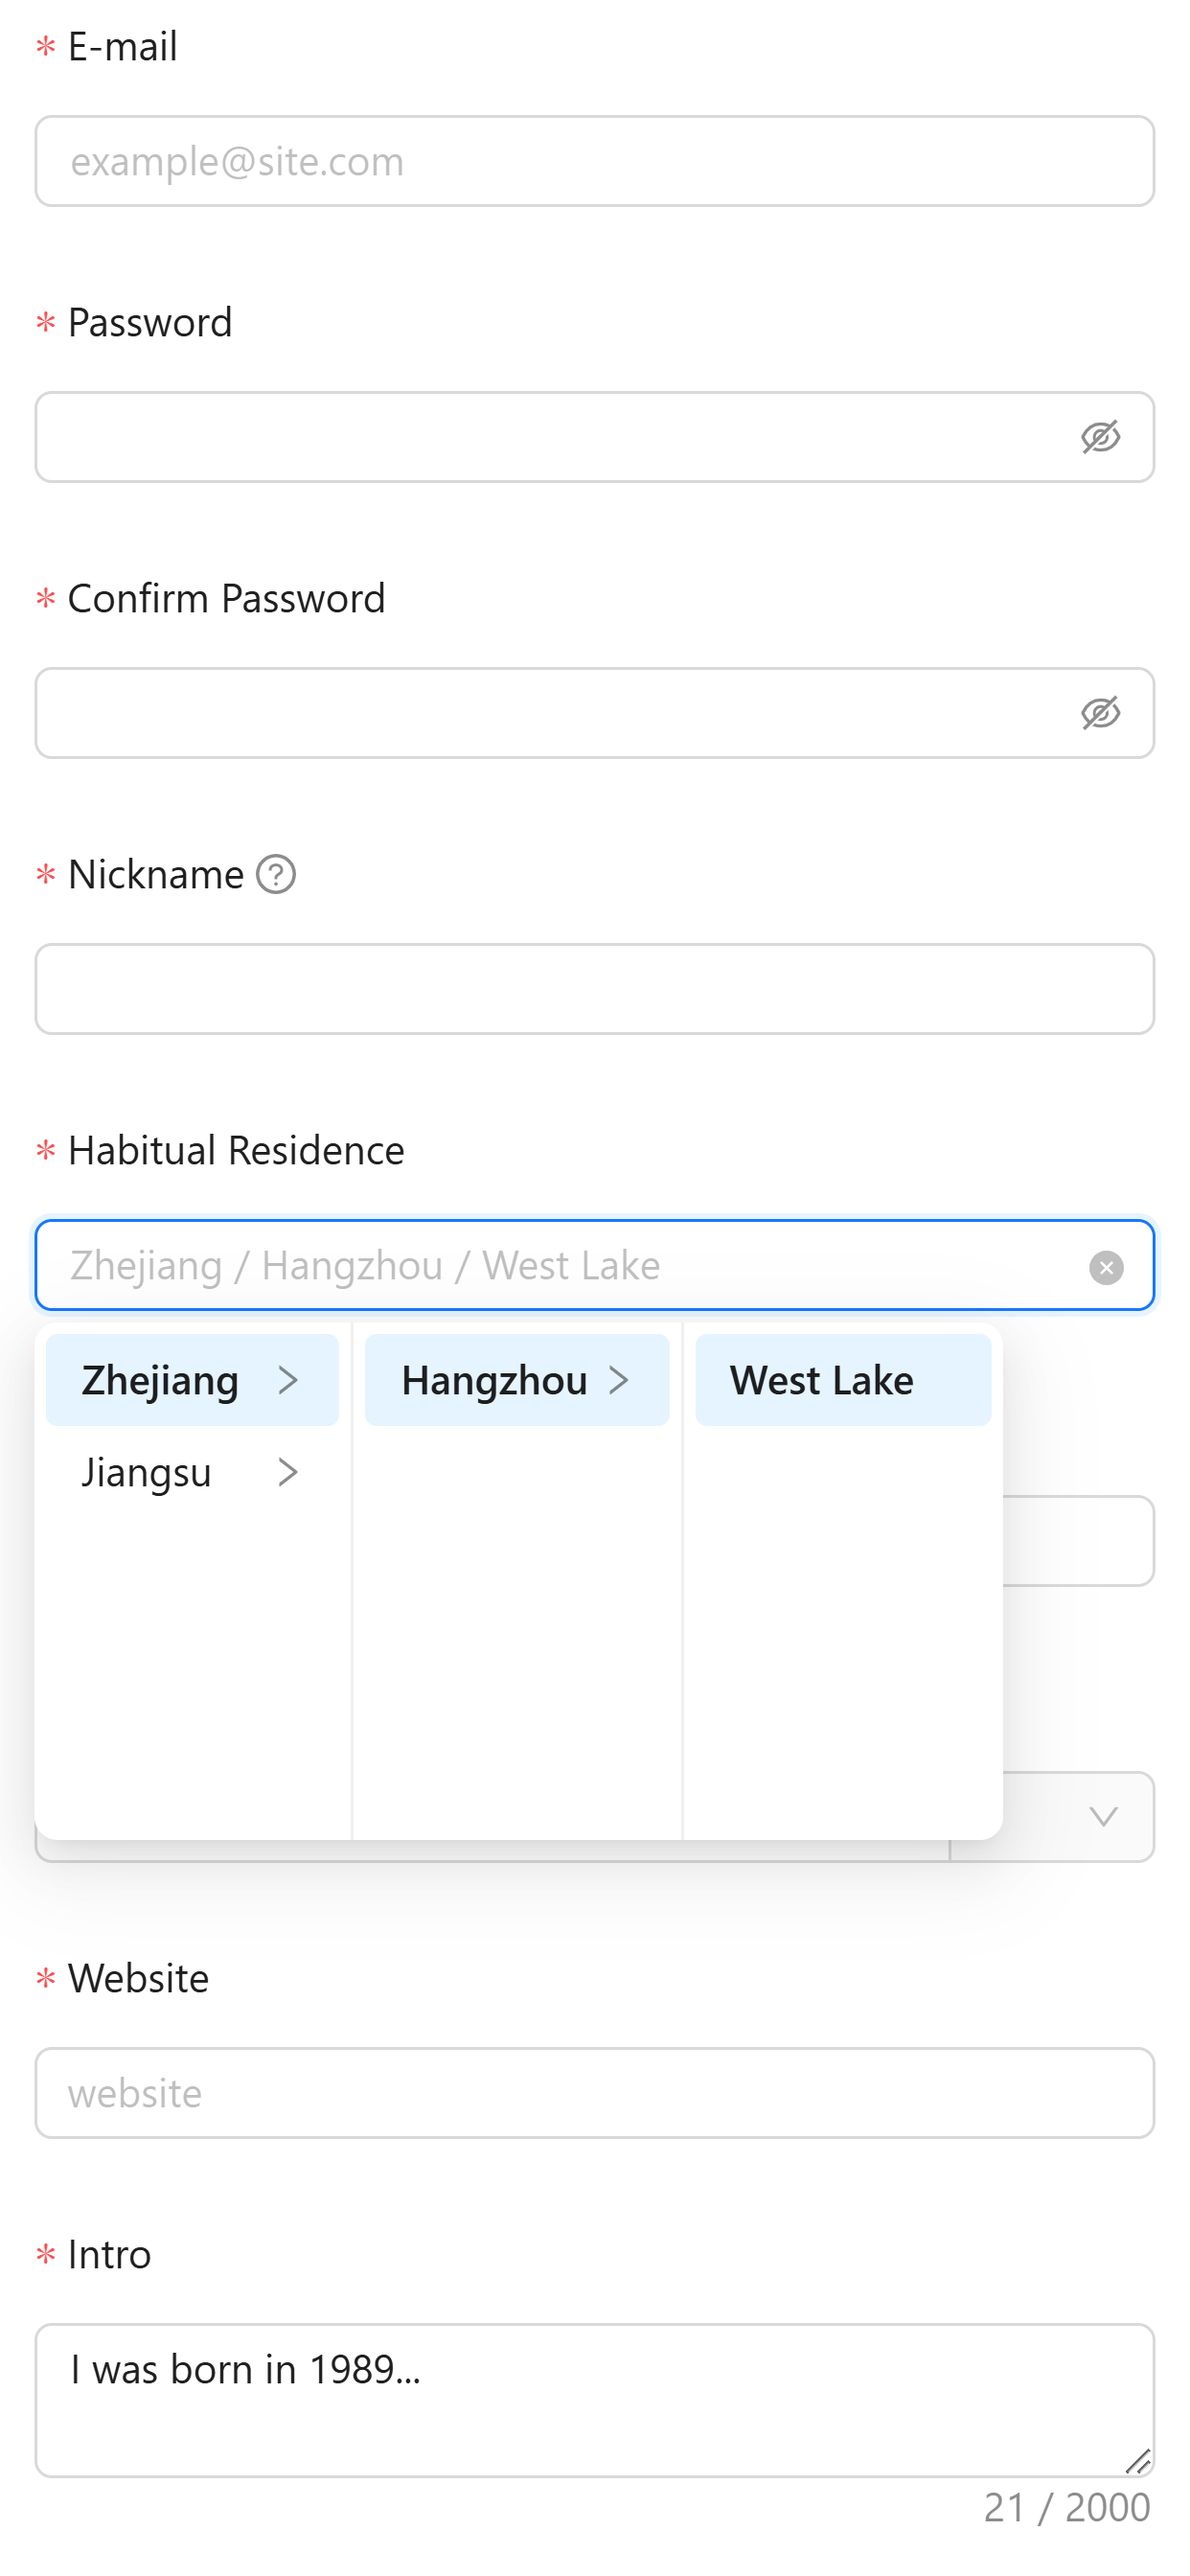 * E-mail
example@site.com
* Password
* Confirm Password
* Nickname
* Habitual Residence
Zhejiang / Hangzhou / West Lake
Zhejiang Hangzhou West Lake
Jiangsu
* Website
website
* Intro
I was born in 1989...
21 / 2000